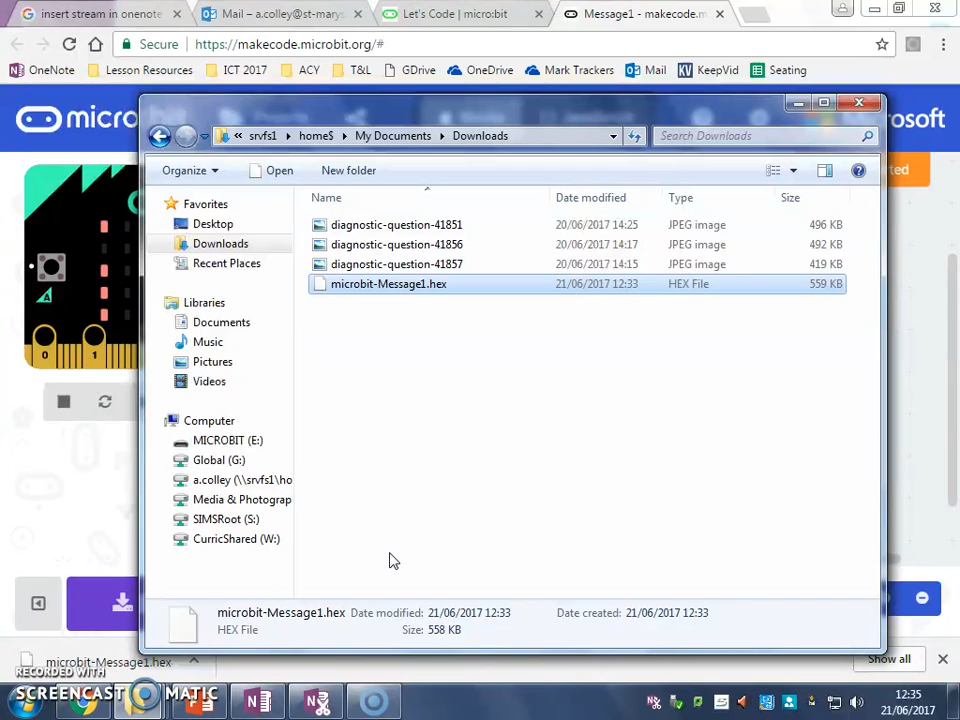 insert stream in onenote
Mail – a.colley@st-marys
Let's Code | micro:bit
Message1 - makecode.m
Secure
https://makecode.microbit.org/#
OneNote
Lesson Resources
ICT 2017
ACY
T&L
GDrive
OneDrive
Mark Trackers
Mail
KeepVid
Seating
micro
rosoft
« srvfs1 home$ My Documents Downloads
Search Downloads
Organize
Open
New folder
ted
Name
Date modified
Type
Size
Favorites
Desktop
Downloads
Recent Places
Libraries
Documents
Music
Pictures
Videos
Computer
MICROBIT (E:)
Global (G:)
a.colley (\\srvfs1\ho
Media & Photograp
SIMSRoot (S:)
CurricShared (W:)
diagnostic-question-41851 20/06/2017 14:25 JPEG image 496 KB
diagnostic-question-41856 20/06/2017 14:17 JPEG image 492 KB
diagnostic-question-41857 20/06/2017 14:15 JPEG image 419 KB
microbit-Message1.hex 21/06/2017 12:33 HEX File 559 KB
A
0 1
microbit-Message1.hex Date modified: 21/06/2017 12:33 Date created: 21/06/2017 12:33
HEX File Size: 558 KB
microbit-Message1.hex
Show all
RECORDED WITH
SCREENCAST MATIC
12:35
21/06/2017